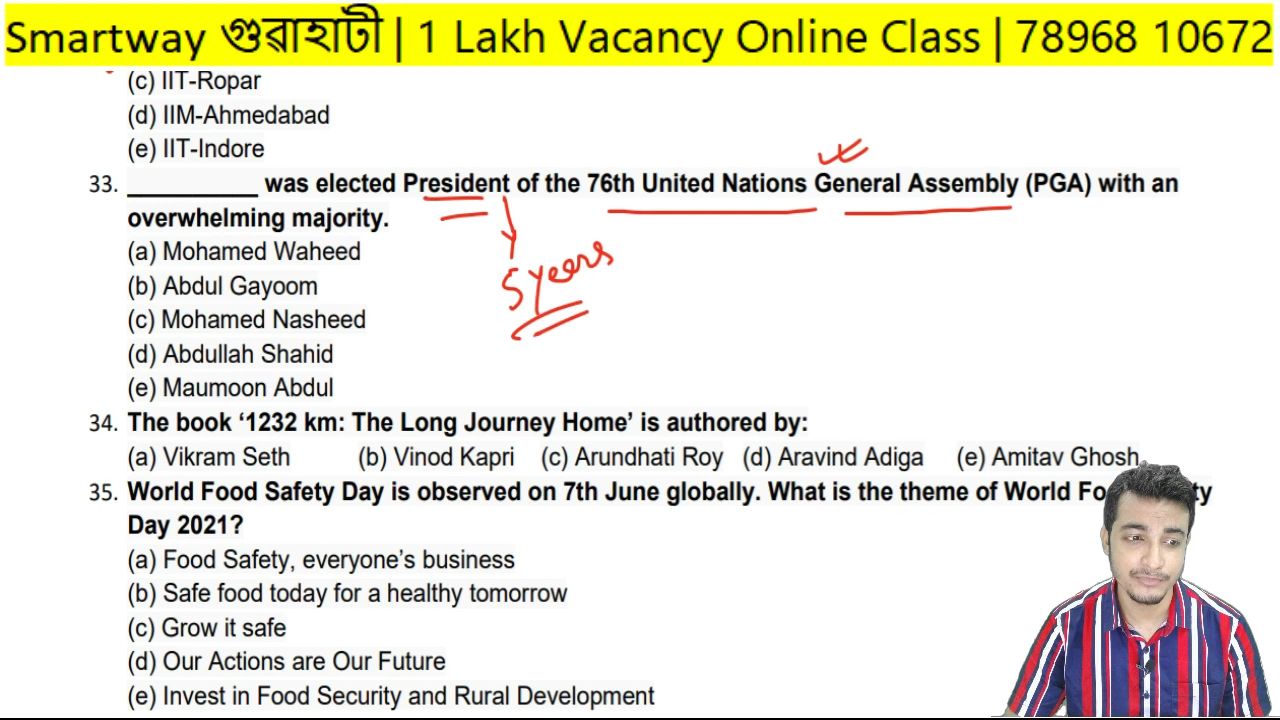 Smartway গুৱাহাটী | 1 Lakh Vacancy Online Class | 78968 10672
(c) IIT-Ropar
(d) IIM-Ahmedabad
(e) IIT-Indore
33. __________ was elected President of the 76th United Nations General Assembly (PGA) with an
overwhelming majority.
(a) Mohamed Waheed
(b) Abdul Gayoom
5 years
(c) Mohamed Nasheed
(d) Abdullah Shahid
(e) Maumoon Abdul
34. The book ‘1232 km: The Long Journey Home’ is authored by:
(a) Vikram Seth (b) Vinod Kapri (c) Arundhati Roy (d) Aravind Adiga (e) Amitav Ghosh
35. World Food Safety Day is observed on 7th June globally. What is the theme of World
Day 2021?
(a) Food Safety, everyone’s business
(b) Safe food today for a healthy tomorrow
(c) Grow it safe
(d) Our Actions are Our Future
(e) Invest in Food Security and Rural Development